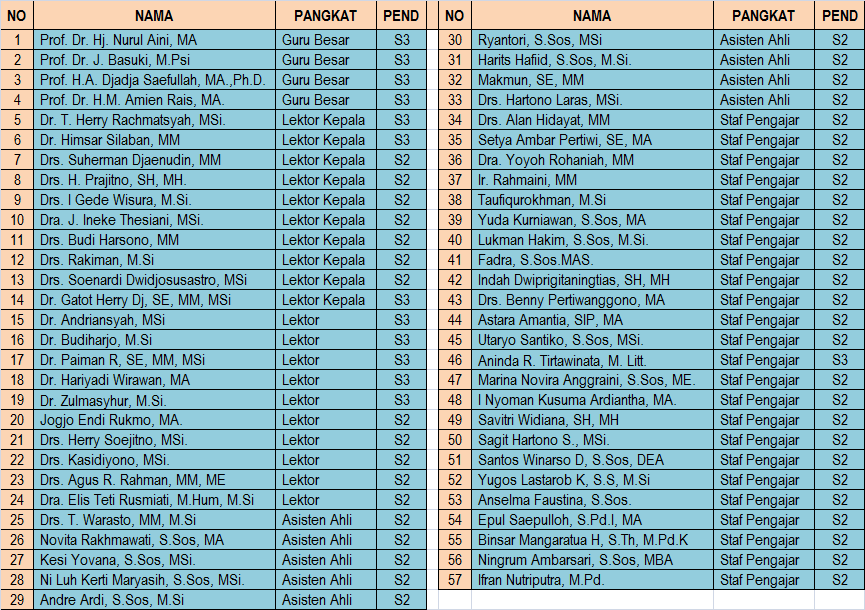 NO NAMA PANGKAT PEND
1 Prof. Dr. Hj. Nurul Aini, MA Guru Besar S3
2 Prof. Dr. J. Basuki, M.Psi Guru Besar S3
3 Prof. H.A. Djadja Saefullah, MA.,Ph.D. Guru Besar S3
4 Prof. Dr. H.M. Amien Rais, MA. Guru Besar S3
5 Dr. T. Herry Rachmatsyah, MSi. Lektor Kepala S3
6 Dr. Himsar Silaban, MM Lektor Kepala S3
7 Drs. Suherman Djaenudin, MM Lektor Kepala S2
8 Drs. H. Prajitno, SH, MH. Lektor Kepala S2
9 Drs. I Gede Wisura, M.Si. Lektor Kepala S2
10 Dra. J. Ineke Thesiani, MSi. Lektor Kepala S2
11 Drs. Budi Harsono, MM Lektor Kepala S2
12 Drs. Rakiman, M.Si Lektor Kepala S2
13 Drs. Soenardi Dwidjosusastro, MSi Lektor Kepala S2
14 Dr. Gatot Herry Dj, SE, MM, MSi Lektor Kepala S3
15 Dr. Andriansyah, MSi Lektor S3
16 Dr. Budiharjo, M.Si Lektor S3
17 Dr. Paiman R, SE, MM, MSi Lektor S3
18 Dr. Hariyadi Wirawan, MA Lektor S3
19 Dr. Zulmasyhur, M.Si. Lektor S3
20 Jogjo Endi Rukmo, MA. Lektor S2
21 Drs. Herry Soejitno, MSi. Lektor S2
22 Drs. Kasidiyono, MSi. Lektor S2
23 Drs. Agus R. Rahman, MM, ME Lektor S2
24 Dra. Elis Teti Rusmiati, M.Hum, M.Si Lektor S2
25 Drs. T. Warasto, MM, M.Si Asisten Ahli S2
26 Novita Rakhmawati, S.Sos, MA Asisten Ahli S2
27 Kesi Yovana, S.Sos, MSi. Asisten Ahli S2
28 Ni Luh Kerti Maryasih, S.Sos, MSi. Asisten Ahli S2
29 Andre Ardi, S.Sos, M.Si Asisten Ahli S2
NO NAMA PANGKAT PEND
30 Ryantori, S.Sos, MSi Asisten Ahli S2
31 Harits Hafiid, S.Sos, M.Si. Asisten Ahli S2
32 Makmun, SE, MM Asisten Ahli S2
33 Drs. Hartono Laras, MSi. Asisten Ahli S2
34 Drs. Alan Hidayat, MM Staf Pengajar S2
35 Setya Ambar Pertiwi, SE, MA Staf Pengajar S2
36 Dra. Yoyoh Rohaniah, MM Staf Pengajar S2
37 Ir. Rahmaini, MM Staf Pengajar S2
38 Taufiqurokhman, M.Si Staf Pengajar S2
39 Yuda Kurniawan, S.Sos, MA Staf Pengajar S2
40 Lukman Hakim, S.Sos, M.Si. Staf Pengajar S2
41 Fadra, S.Sos.MAS. Staf Pengajar S2
42 Indah Dwiprigitaningtias, SH, MH Staf Pengajar S2
43 Drs. Benny Pertiwanggono, MA Staf Pengajar S2
44 Astara Amantia, SIP, MA Staf Pengajar S2
45 Utaryo Santiko, S.Sos, MSi. Staf Pengajar S2
46 Aninda R. Tirtawinata, M. Litt. Staf Pengajar S3
47 Marina Novira Anggraini, S.Sos, ME. Staf Pengajar S2
48 I Nyoman Kusuma Ardiantha, MA. Staf Pengajar S2
49 Savitri Widiana, SH, MH Staf Pengajar S2
50 Sagit Hartono S., MSi. Staf Pengajar S2
51 Santos Winarso D, S.Sos, DEA Staf Pengajar S2
52 Yugos Lastarob K, S.S, M.Si Staf Pengajar S2
53 Anselma Faustina, S.Sos. Staf Pengajar S2
54 Epul Saepulloh, S.Pd.I, MA Staf Pengajar S2
55 Binsar Mangaratua H, S.Th, M.Pd.K Staf Pengajar S2
56 Ningrum Ambarsari, S.Sos, MBA Staf Pengajar S2
57 Ifran Nutriputra, M.Pd. Staf Pengajar S2